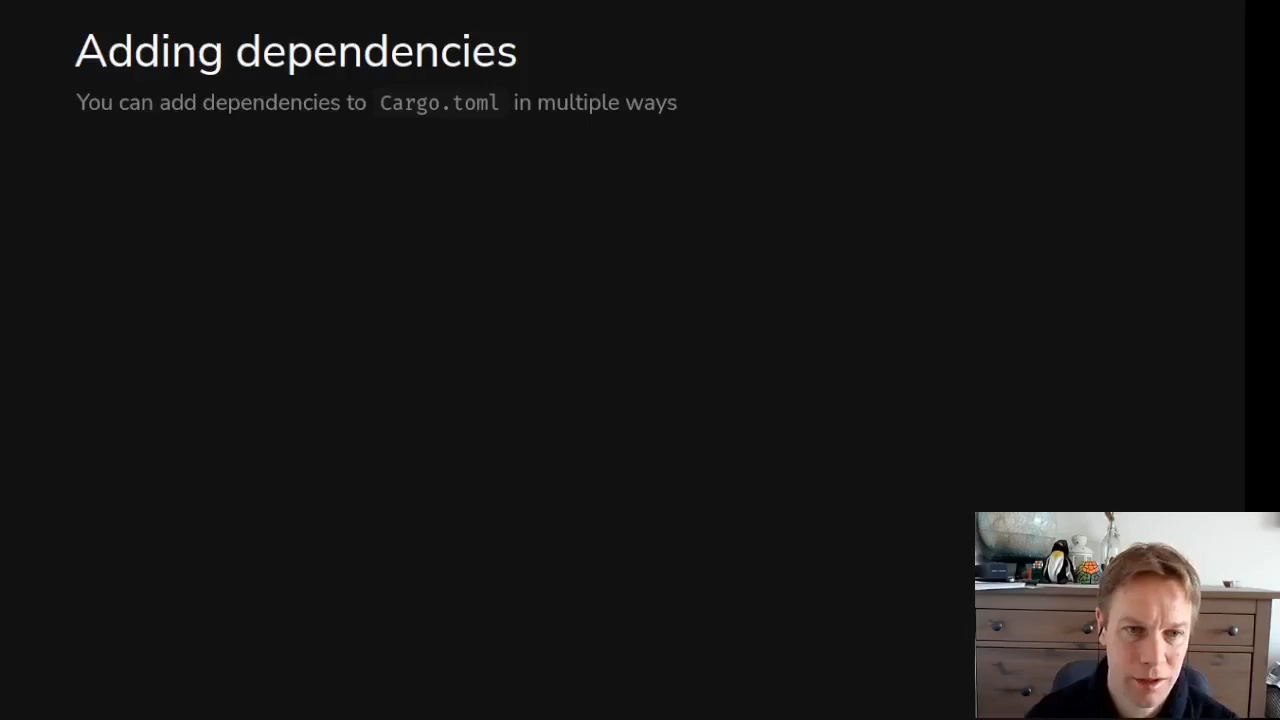 Adding dependencies
You can add dependencies to Cargo.toml in multiple ways